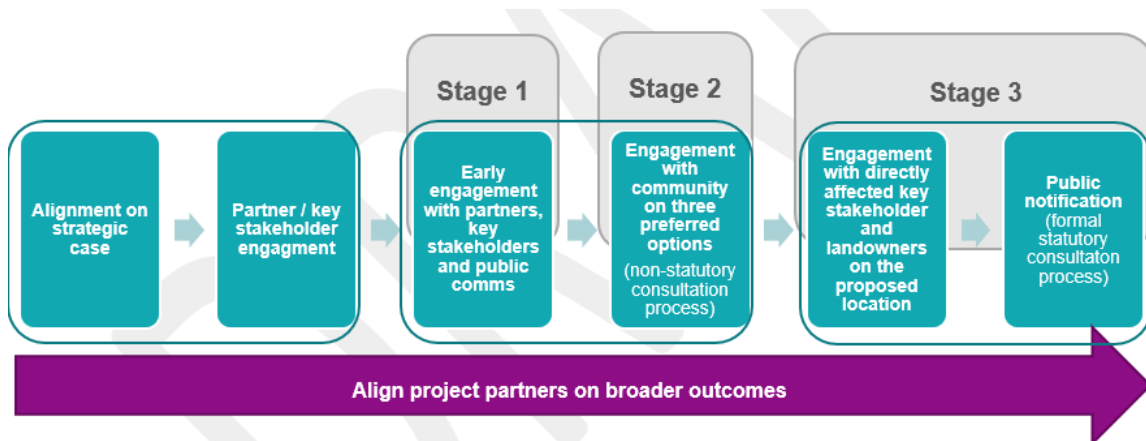 Stage 1
Stage 2
Stage 3
Alignment on
strategic case
Partner / key
stakeholder
engagment
Early
engagement
with partners,
key
stakeholders
and public
comms
Engagement
with
community
on three
preferred
options
(non-statutory
consultation
process)
Engagement
with directly
affected key
stakeholder
and
landowners
on the
proposed
location
Public
notification
(formal
statutory
consultaton
process)
Align project partners on broader outcomes